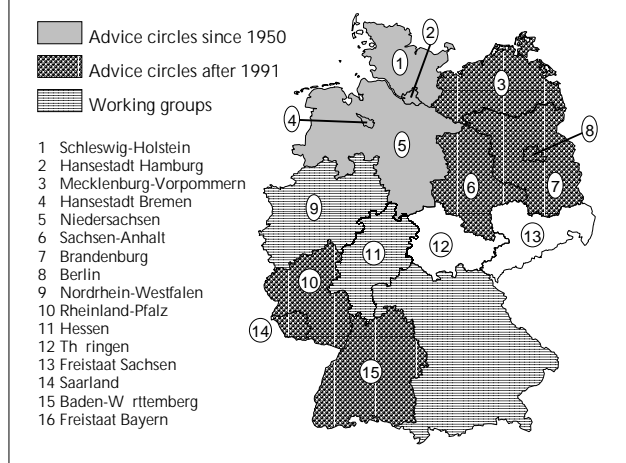 Advice circles since 1950
Advice circles after 1991
Working groups
1 Schleswig-Holstein
2 Hansestadt Hamburg
3 Mecklenburg-Vorpommern
4 Hansestadt Bremen
5 Niedersachsen
6 Sachsen-Anhalt
7 Brandenburg
8 Berlin
9 Nordrhein-Westfalen
10 Rheinland-Pfalz
11 Hessen
12 Th ringen
13 Freistaat Sachsen
14 Saarland
15 Baden-W rttemberg
16 Freistaat Bayern
2
1
3
4
8
5
6
7
9
13
12
11
10
14
15